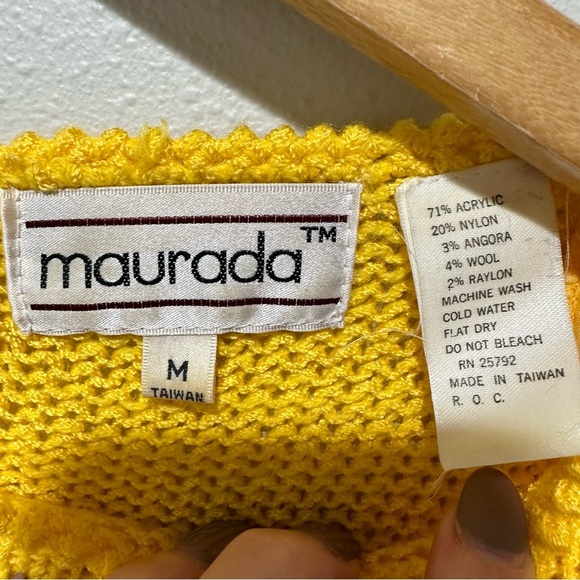 maurada™
M
TAIWAN
71% ACRYLIC
20% NYLON
3% ANGORA
4% WOOL
2% RAYLON
MACHINE WASH
COLD WATER
FLAT DRY
DO NOT BLEACH
RN 25792
MADE IN TAIWAN
R. O. C.